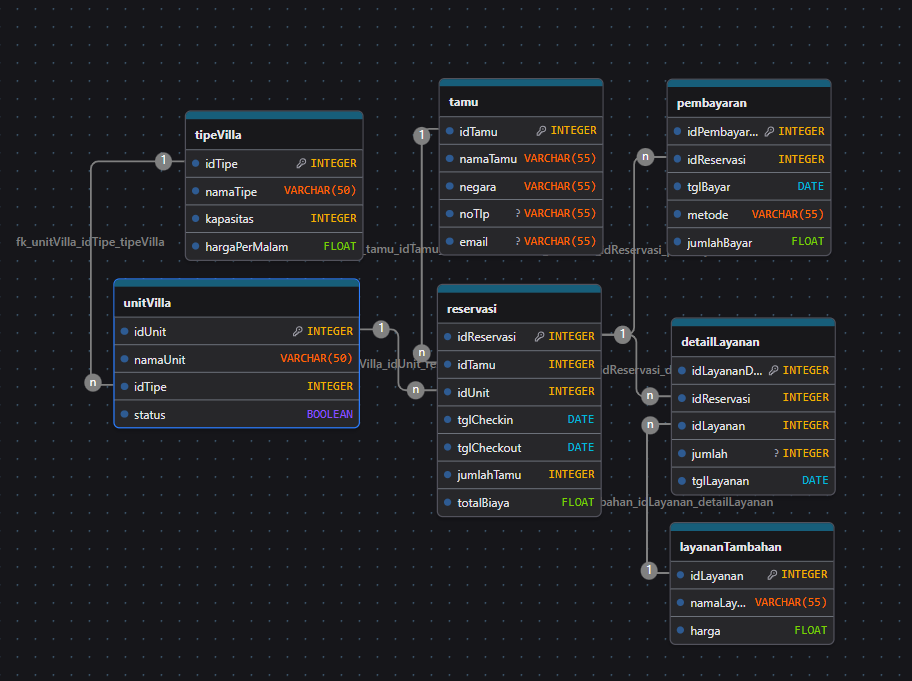 tipeVilla
idTipe INTEGER
namaTipe VARCHAR(50)
kapasitas INTEGER
hargaPerMalam FLOAT
1
fk_unitVilla_idTipe_tipeVilla
n
unitVilla
idUnit INTEGER
namaUnit VARCHAR(50)
idTipe INTEGER
status BOOLEAN
1
Villa_idUnit_re
n
tamu
idTamu INTEGER
namaTamu VARCHAR(55)
negara VARCHAR(55)
noTlp ? VARCHAR(55)
email ? VARCHAR(55)
1
_tamu_idTamu
n
reservasi
idReservasi INTEGER
idTamu INTEGER
idUnit INTEGER
tglCheckin DATE
tglCheckout DATE
jumlahTamu INTEGER
totalBiaya FLOAT
1
pembayaran
idPembayar... INTEGER
idReservasi INTEGER
tglBayar DATE
metode VARCHAR(55)
jumlahBayar FLOAT
n
idReservasi_
detailLayanan
idLayananD... INTEGER
idReservasi INTEGER
idLayanan INTEGER
jumlah ? INTEGER
tglLayanan DATE
idReservasi_d
n
n
bahan_idLayanan_detailLayanan
layananTambahan
idLayanan INTEGER
namaLay... VARCHAR(55)
harga FLOAT
1